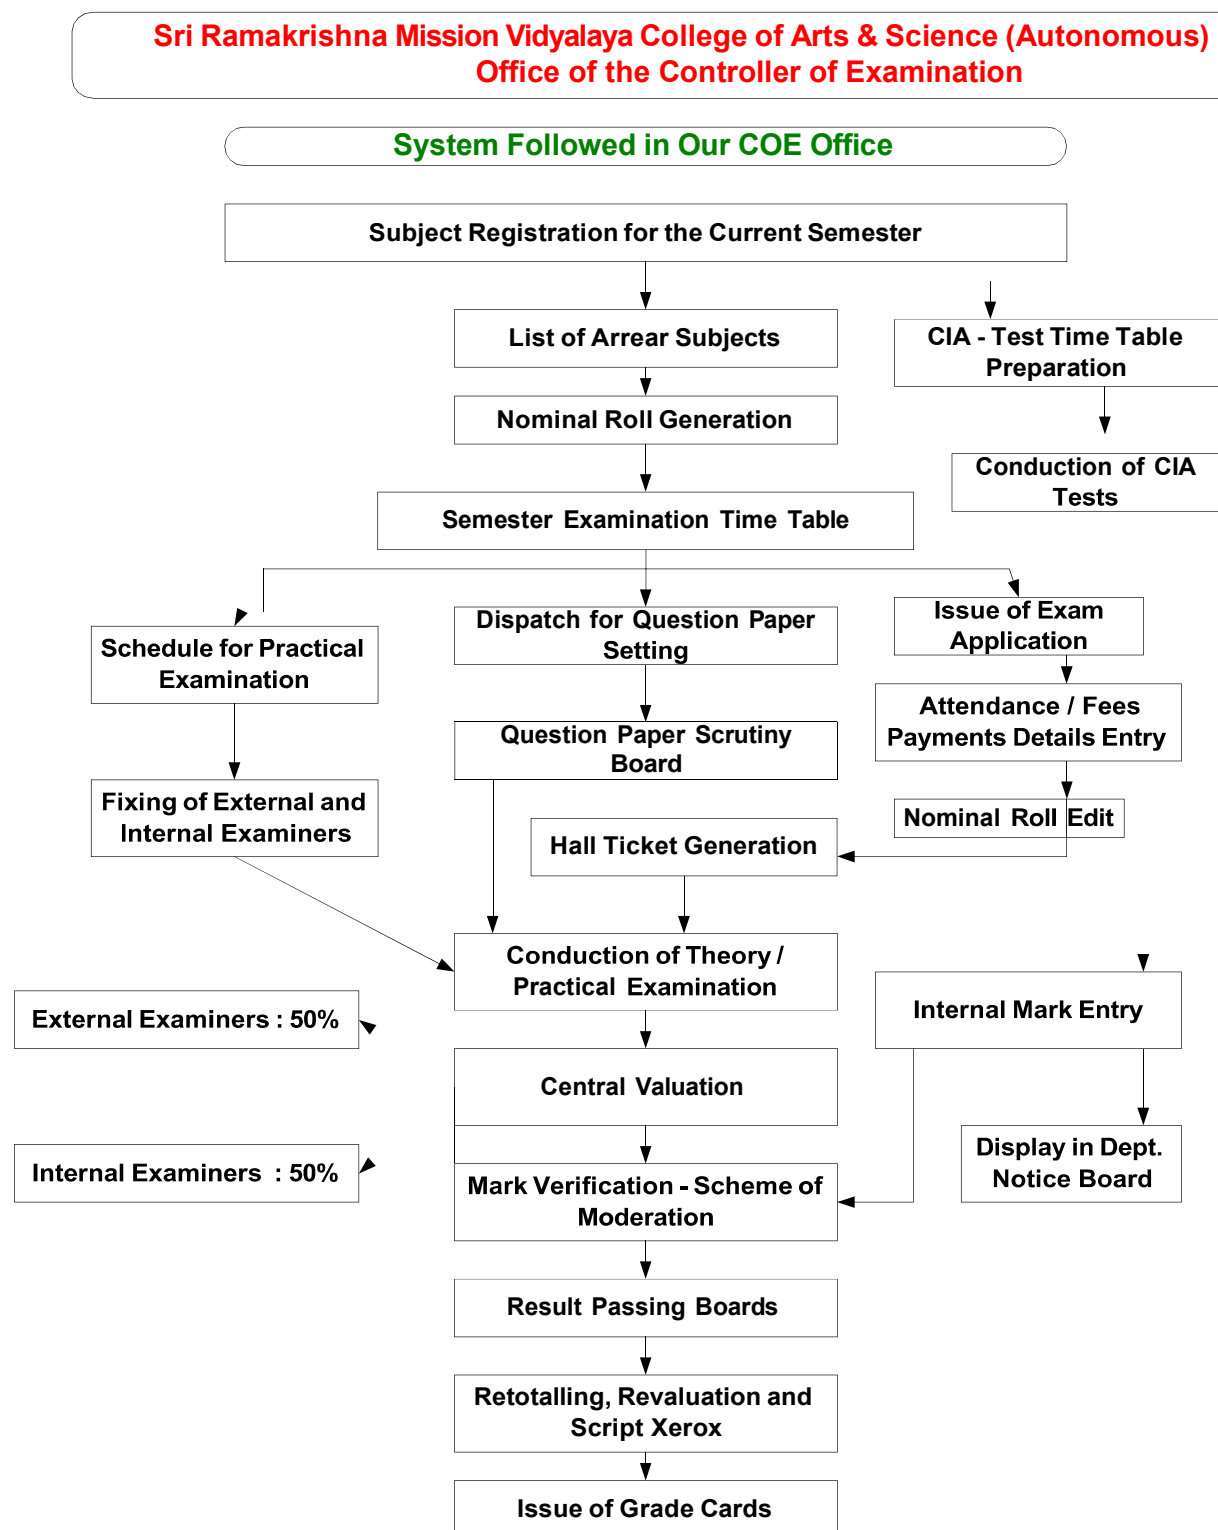 Sri Ramakrishna Mission Vidyalaya College of Arts & Science (Autonomous)
Office of the Controller of Examination
System Followed in Our COE Office
Subject Registration for the Current Semester
List of Arrear Subjects
CIA - Test Time Table
Preparation
Nominal Roll Generation
Conduction of CIA
Tests
Semester Examination Time Table
Schedule for Practical
Examination
Dispatch for Question Paper
Setting
Issue of Exam
Application
Attendance / Fees
Payments Details Entry
Question Paper Scrutiny
Board
Fixing of External and
Internal Examiners
Nominal Roll Edit
Hall Ticket Generation
Conduction of Theory /
Practical Examination
External Examiners : 50%
Internal Mark Entry
Central Valuation
Internal Examiners : 50%
Display in Dept.
Notice Board
Mark Verification - Scheme of
Moderation
Result Passing Boards
Retotalling, Revaluation and
Script Xerox
Issue of Grade Cards